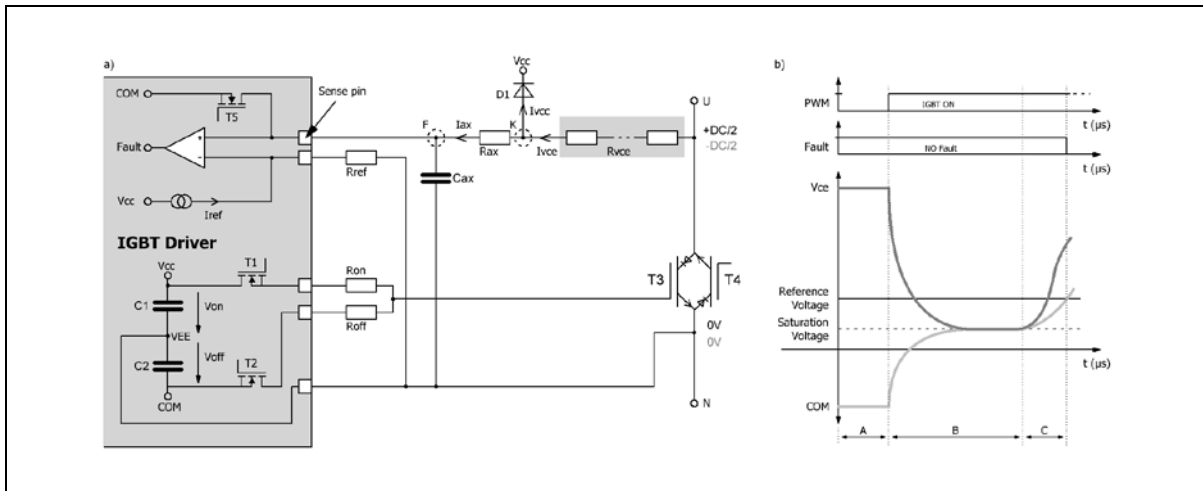 a)
COM
T5
Sense pin
Fault
+
-
Vcc
Iref
Rref
IGBT Driver
Vcc
T1
C1
Von
VEE
Voff
C2
T2
COM
Ron
Roff
F
Iax
Rax
K
Ivce
Rvce
Cax
Vcc
D1
Ivcc
U
+DC/2
-DC/2
T3
T4
0V
0V
N
b)
PWM
IGBT ON
t (μs)
Fault
NO Fault
t (μs)
Vce
Reference
Voltage
Saturation
Voltage
t (μs)
COM
A
B
C